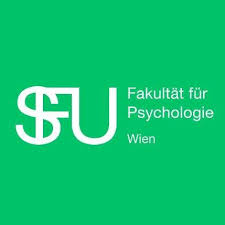 SFU
Fakultät für
Psychologie
Wien